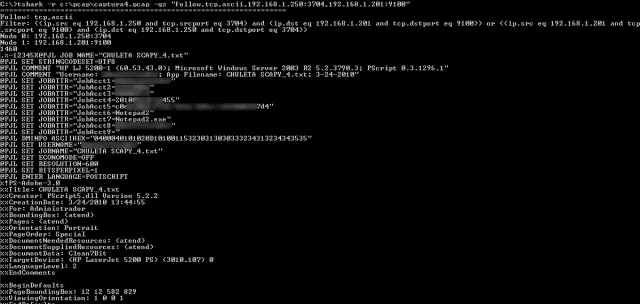 C:\>tshark -r c:\pcap\captura4.pcap -qz "follow,tcp,ascii,192.168.1.250:3704,192.168.1.201:9100"
Follow: tcp,ascii
Filter: ((ip.src eq 192.168.1.250 and tcp.srcport eq 3704) and (ip.dst eq 192.168.1.201 and tcp.dstport eq 9100)) or ((ip.src eq 192.168.1.201 and tcp.srcport eq 9100) and (ip.dst eq 192.168.1.250 and tcp.dstport eq 3704))
Node 0: 192.168.1.250:3704
Node 1: 192.168.1.201:9100
1460
.%-12345X@PJL JOB NAME="CHULETA SCAPY_4.txt"
@PJL SET STRINGCODESET=UTF8
@PJL COMMENT "HP LJ 5200-1 (60.53.43.0); Microsoft Windows Server 2003 R2 5.2.3790.3; PScript 0.3.1296.1"
@PJL COMMENT "Username: ; App Filename: CHULETA SCAPY_4.txt; 3-24-2010"
@PJL SET JOBATTR="JobAcct1=
@PJL SET JOBATTR="JobAcct2=
@PJL SET JOBATTR="JobAcct3=
@PJL SET JOBATTR="JobAcct4=2010 455"
@PJL SET JOBATTR="JobAcct5= 7d4"
@PJL SET JOBATTR="JobAcct6=Notepad2"
@PJL SET JOBATTR="JobAcct7=Notepad2.exe"
@PJL SET JOBATTR="JobAcct8=
@PJL SET JOBATTR="JobAcct9="
@PJL DMINFO ASCIIHEX=
@PJL SET USERNAME="
@PJL SET JOBNAME="CHULETA SCAPY_4.txt"
@PJL SET ECONOMODE=OFF
@PJL SET RESOLUTION=600
@PJL SET BITSPERPIXEL=1
@PJL ENTER LANGUAGE=POSTSCRIPT
%!PS-Adobe-3.0
%%Title: CHULETA SCAPY_4.txt
%%Creator: PScript5.dll Version 5.2.2
%%CreationDate: 3/24/2010 13:44:55
%%For: Administrador
%%BoundingBox: (atend)
%%Pages: (atend)
%%Orientation: Portrait
%%PageOrder: Special
%%DocumentNeededResources: (atend)
%%DocumentSuppliedResources: (atend)
%%DocumentData: Clean7Bit
%%TargetDevice: (HP LaserJet 5200 PS) (3010.107) 0
%%LanguageLevel: 2
%%EndComments
%%BeginDefaults
%%PageBoundingBox: 12 12 582 829
%%ViewingOrientation: 1 0 0 1